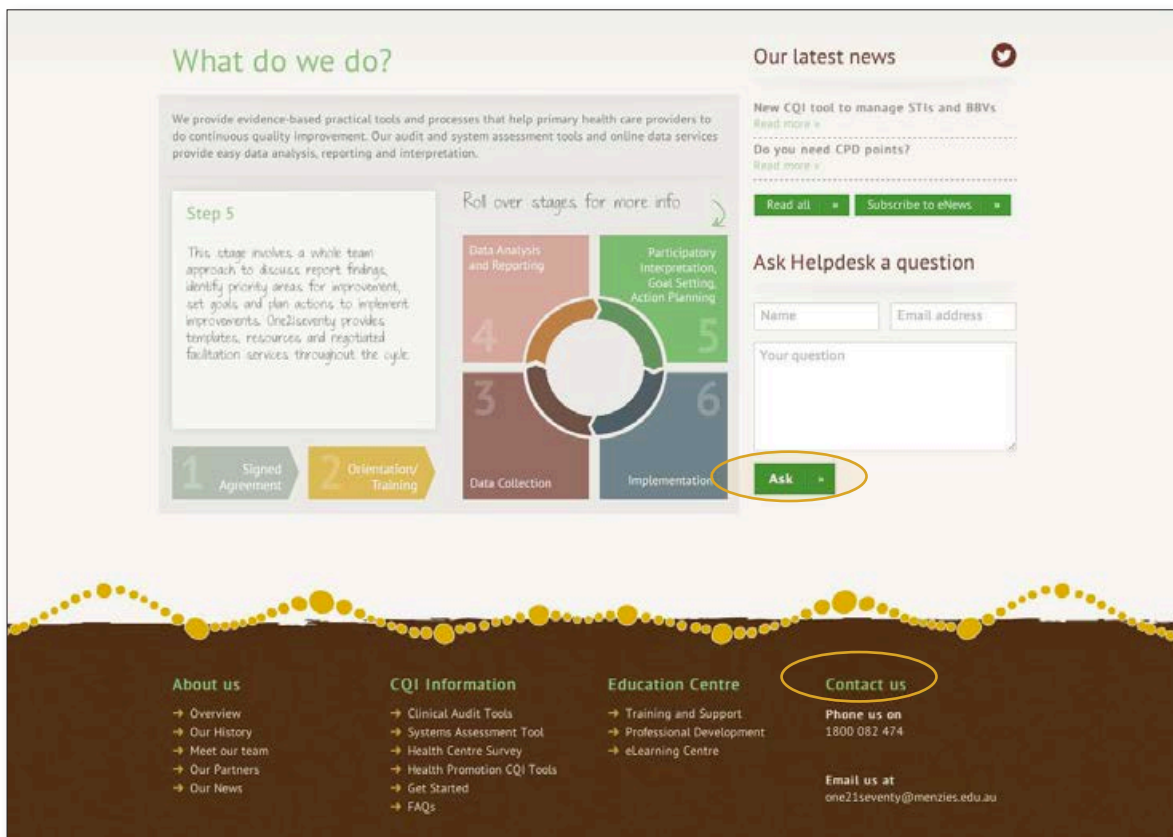 What do we do?
We provide evidence-based practical tools and processes that help primary health care providers to
do continuous quality improvement. Our audit and system assessment tools and online data services
provide easy data analysis, reporting and interpretation.
Step 5
This stage involves a whole team
approach to discuss report findings,
identify priority areas for improvement,
set goals and plan actions to implement
improvements. One21seventy provides
templates, resources and negotiated
facilitation services throughout the cycle.
Roll over stages for more info
Data Analysis
and Reporting
4
Participatory
Interpretation,
Goal Setting,
Action Planning
5
3
Data Collection
6
Implementation
1
Signed
Agreement
2
Orientation/
Training
Our latest news
New CQI tool to manage STIs and BBVs
Read more »
Do you need CPD points?
Read more »
Read all »
Subscribe to eNews »
Ask Helpdesk a question
Name
Email address
Your question
Ask »
About us
→ Overview
→ Our History
→ Meet our team
→ Our Partners
→ Our News
CQI Information
→ Clinical Audit Tools
→ Systems Assessment Tool
→ Health Centre Survey
→ Health Promotion CQI Tools
→ Get Started
→ FAQs
Education Centre
→ Training and Support
→ Professional Development
→ eLearning Centre
Contact us
Phone us on
1800 082 474
Email us at
one21seventy@menzies.edu.au